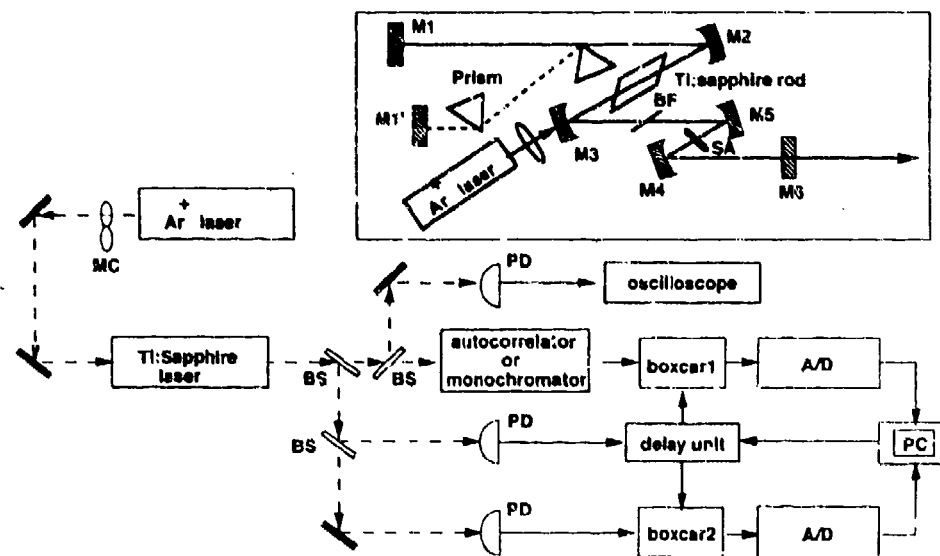 M1
M2
Prism
Ti:sapphire rod
BF
M5
M1'
M3
SA
M4
M6
Ar+ laser
Ar+ laser
MC
PD
oscilloscope
Ti:Sapphire
laser
BS
BS
autocorrelator
or
monochromator
boxcar1
A/D
BS
PD
delay unit
PC
PD
boxcar2
A/D